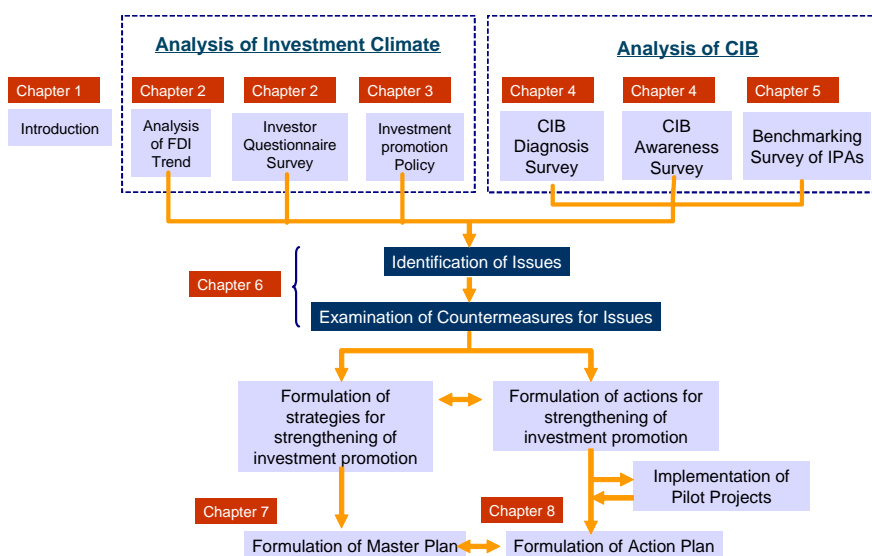 Analysis of Investment Climate
Analysis of CIB
Chapter 1
Chapter 2
Chapter 2
Chapter 3
Chapter 4
Chapter 4
Chapter 5
Introduction
Analysis
of FDI
Trend
Investor
Questionnaire
Survey
Investment
promotion
Policy
CIB
Diagnosis
Survey
CIB
Awareness
Survey
Benchmarking
Survey of IPAs
Identification of Issues
Chapter 6
Examination of Countermeasures for Issues
Formulation of
strategies for
strengthening of
investment promotion
Formulation of actions for
strengthening of
investment promotion
Implementation of
Pilot Projects
Chapter 7
Chapter 8
Formulation of Master Plan
Formulation of Action Plan